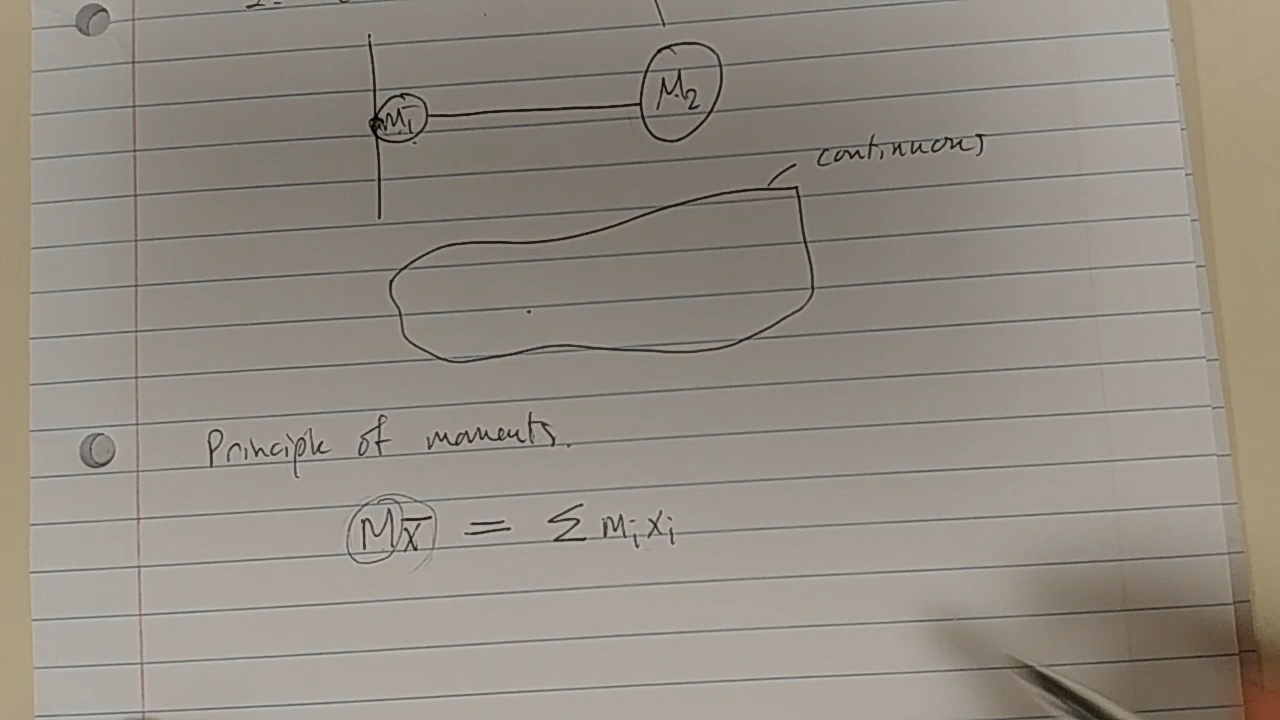 M₁
M₂
continuous
Principle of moments.
Mx̅ = Σ mᵢxᵢ